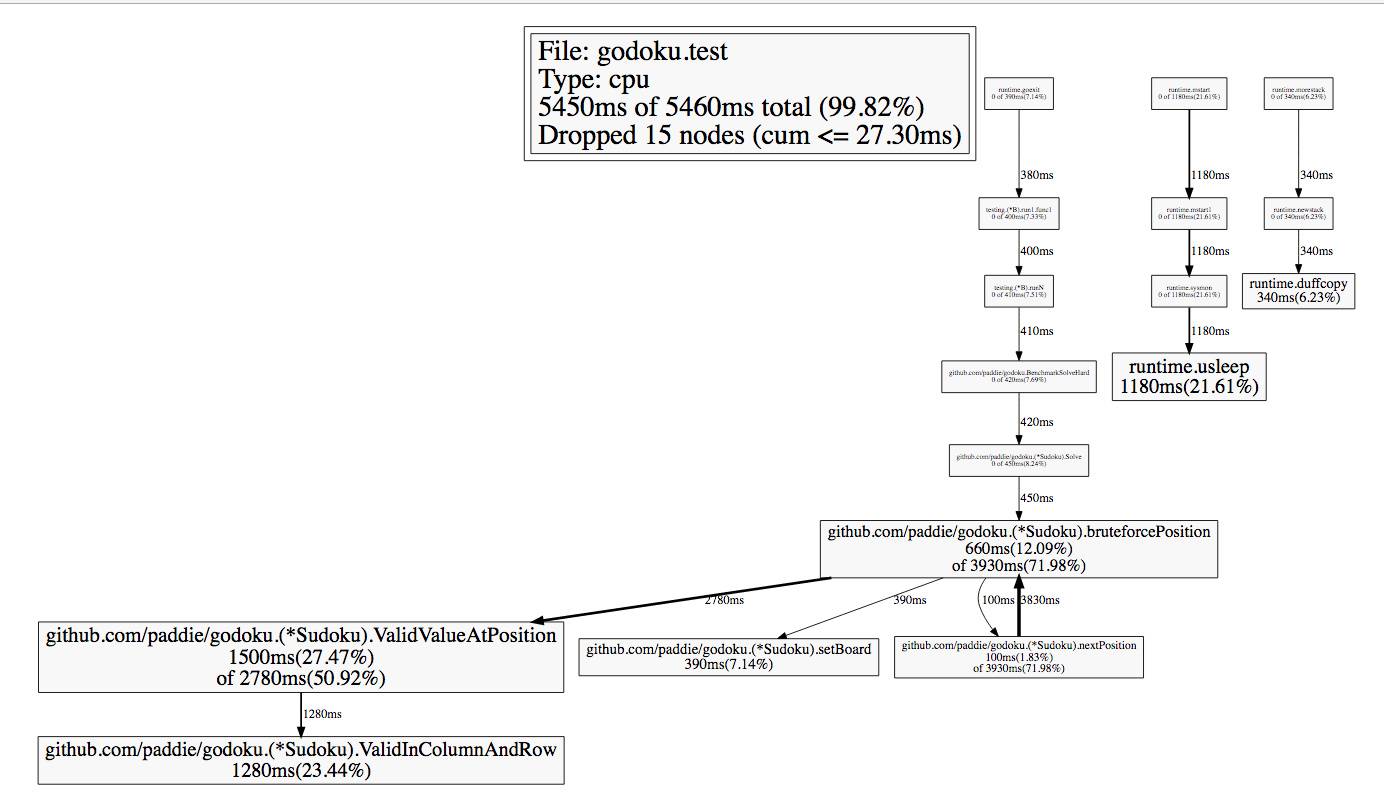 File: godoku.test
Type: cpu
5450ms of 5460ms total (99.82%)
Dropped 15 nodes (cum <= 27.30ms)
runtime.goexit
0 of 390ms(7.14%)
runtime.mstart
0 of 1180ms(21.61%)
runtime.morestack
0 of 340ms(6.23%)
380ms
1180ms
340ms
testing.(*B).run1.func1
0 of 400ms(7.33%)
runtime.mstart1
0 of 1180ms(21.61%)
runtime.newstack
0 of 340ms(6.23%)
400ms
1180ms
340ms
testing.(*B).runN
0 of 410ms(7.51%)
runtime.sysmon
0 of 1180ms(21.61%)
runtime.duffcopy
340ms(6.23%)
410ms
1180ms
github.com/paddie/godoku.BenchmarkSolveHard
0 of 420ms(7.69%)
runtime.usleep
1180ms(21.61%)
420ms
github.com/paddie/godoku.(*Sudoku).Solve
0 of 450ms(8.24%)
450ms
github.com/paddie/godoku.(*Sudoku).bruteforcePosition
660ms(12.09%)
of 3930ms(71.98%)
2780ms
390ms
100ms
3830ms
github.com/paddie/godoku.(*Sudoku).ValidValueAtPosition
1500ms(27.47%)
of 2780ms(50.92%)
github.com/paddie/godoku.(*Sudoku).setBoard
390ms(7.14%)
github.com/paddie/godoku.(*Sudoku).nextPosition
100ms(1.83%)
of 3930ms(71.98%)
1280ms
github.com/paddie/godoku.(*Sudoku).ValidInColumnAndRow
1280ms(23.44%)